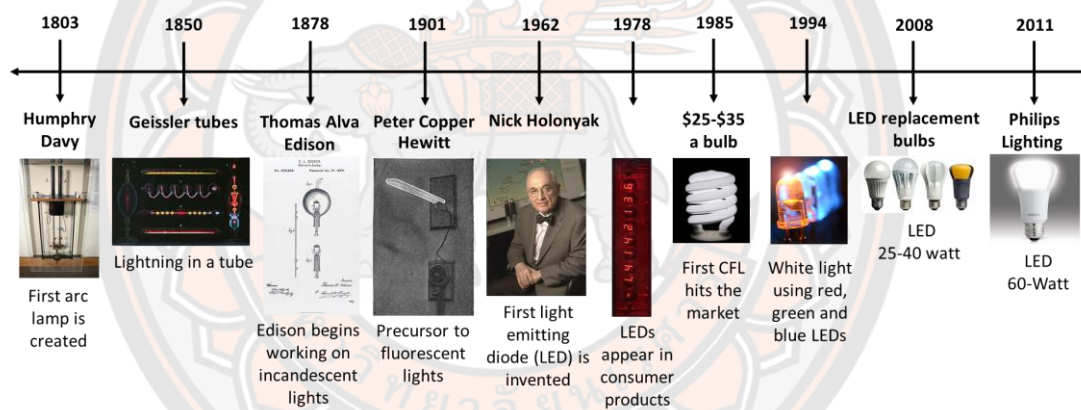 1803
1850
1878
1901
1962
1978
1985
1994
2008
2011
Humphry
Davy
First arc
lamp is
created
Geissler tubes
Lightning in a tube
Thomas Alva
Edison
Edison begins
working on
incandescent
lights
Peter Copper
Hewitt
Precursor to
fluorescent
lights
Nick Holonyak
First light
emitting
diode (LED) is
invented
LEDs
appear in
consumer
products
$25-$35
a bulb
First CFL
hits the
market
White light
using red,
green and
blue LEDs
LED replacement
bulbs
LED
25-40 watt
Philips
Lighting
LED
60-Watt